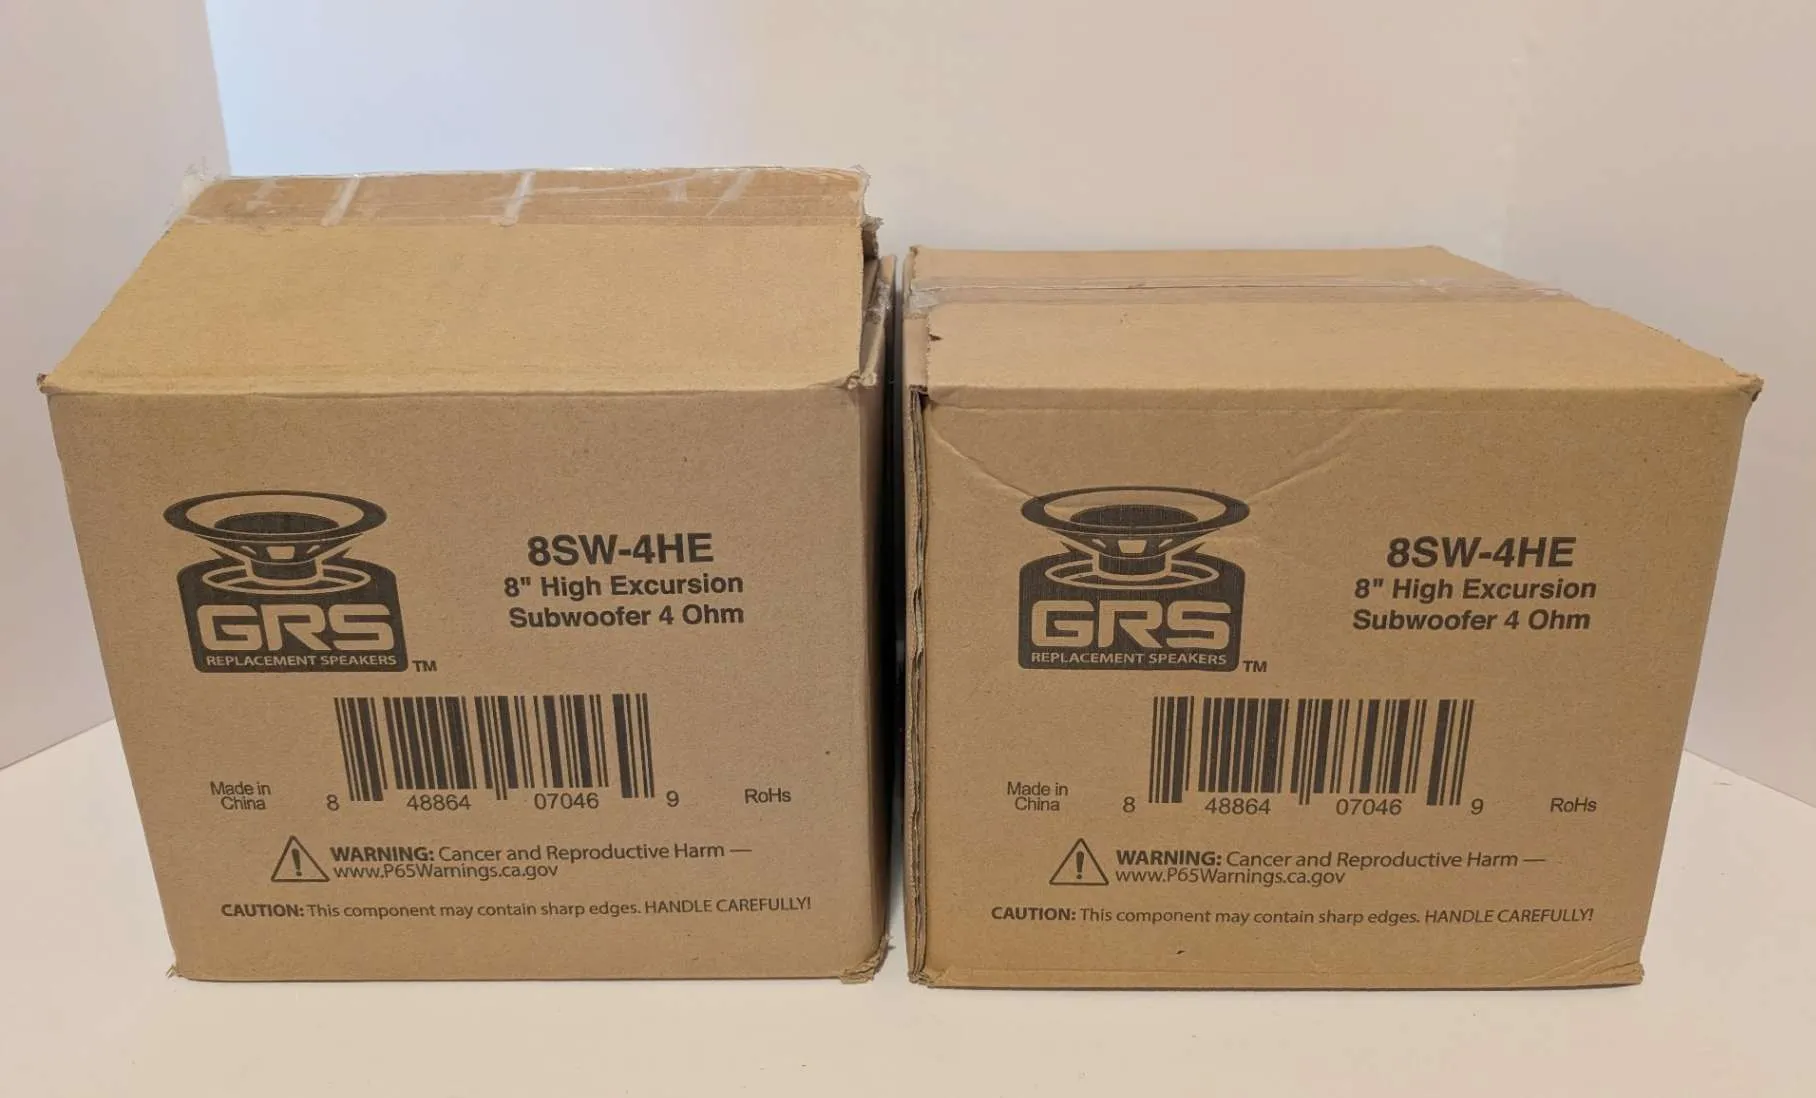 GRS
REPLACEMENT SPEAKERS
TM
8SW-4HE
8" High Excursion
Subwoofer 4 Ohm
Made in
China
8 48864 07046 9
RoHs
WARNING: Cancer and Reproductive Harm —
www.P65Warnings.ca.gov
CAUTION: This component may contain sharp edges. HANDLE CAREFULLY!
GRS
REPLACEMENT SPEAKERS
TM
8SW-4HE
8" High Excursion
Subwoofer 4 Ohm
Made in
China
8 48864 07046 9
RoHs
WARNING: Cancer and Reproductive Harm —
www.P65Warnings.ca.gov
CAUTION: This component may contain sharp edges. HANDLE CAREFULLY!